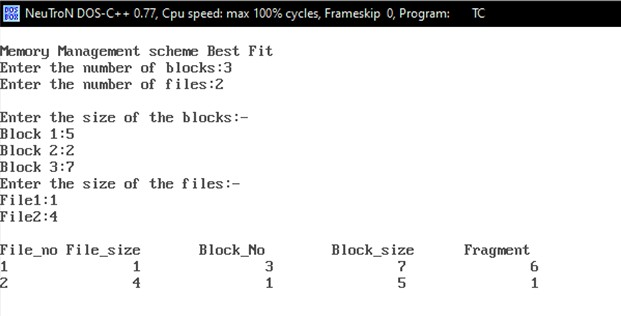 NeuTroN DOS-C++ 0.77, Cpu speed: max 100% cycles, Frameskip 0, Program: TC
Memory Management scheme Best Fit
Enter the number of blocks:3
Enter the number of files:2
Enter the size of the blocks:-
Block 1:5
Block 2:2
Block 3:7
Enter the size of the files:-
File1:1
File2:4
File_no File_size Block_No Block_size Fragment
1 1 3 7 6
2 4 1 5 1